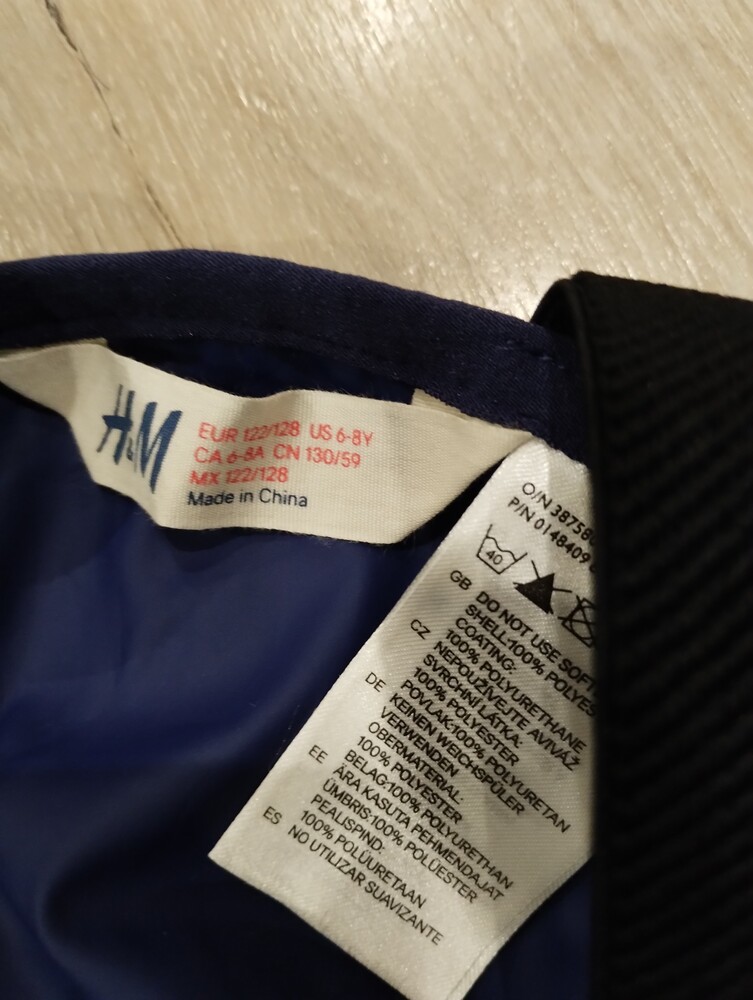 H&M
EUR 122/128 US 6-8Y
CA 6-8A CN 130/59
MX 122/128
Made in China
O/N 38758
P/N 0148409
40
GB DO NOT USE
SHELL:100%
COATING:
100% POLYURETHANE
CZ NEPOUŽÍVEJTE AVIVÁŽ
SVRCHNÍ LÁTKA:
100% POLYESTER
POVLAK:100% POLYURETAN
DE KEINEN WEICHSPÜLER
VERWENDEN
OBERMATERIAL:
100% POLYESTER
BELAG:100% POLYURETHAN
EE ÄRA KASUTA PEHMENDAJAT
ÜMBRIS:100% POLÜESTER
PEALISPIND:
100% POLÜURETAAN
ES NO UTILIZAR SUAVIZANTE